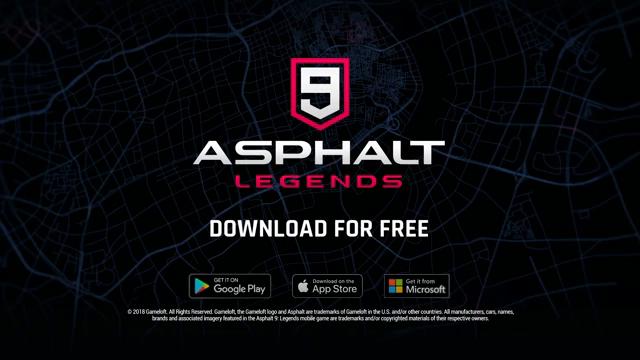 9
ASPHALT
LEGENDS
DOWNLOAD FOR FREE
GET IT ON
Google Play
Download on the
App Store
Get it from
Microsoft
© 2018 Gameloft. All Rights Reserved. Gameloft, the Gameloft logo and Asphalt are trademarks of Gameloft in the U.S. and/or other countries. All manufacturers, cars, names,
brands and associated imagery featured in the Asphalt 9: Legends mobile game are trademarks and/or copyrighted materials of their respective owners.